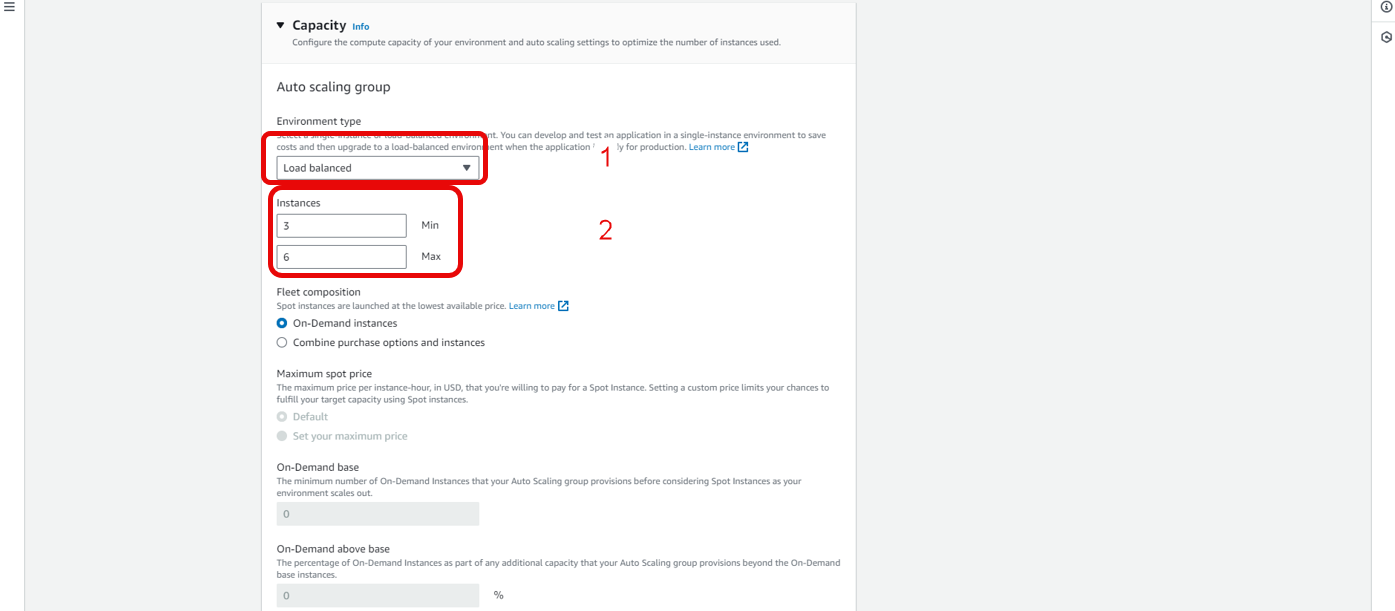 Capacity Info
Configure the compute capacity of your environment and auto scaling settings to optimize the number of instances used.
Auto scaling group
Environment type
nt. You can develop and test an application in a single-instance environment to save
costs and then upgrade to a load-balanced environment when the application y for production. Learn more
1
Load balanced
Instances
3 Min
2
6 Max
Fleet composition
Spot instances are launched at the lowest available price. Learn more
On-Demand instances
Combine purchase options and instances
Maximum spot price
The maximum price per instance-hour, in USD, that you're willing to pay for a Spot Instance. Setting a custom price limits your chances to
fulfill your target capacity using Spot instances.
Default
Set your maximum price
On-Demand base
The minimum number of On-Demand Instances that your Auto Scaling group provisions before considering Spot Instances as your
environment scales out.
0
On-Demand above base
The percentage of On-Demand Instances as part of any additional capacity that your Auto Scaling group provisions beyond the On-Demand
base instances.
0 %